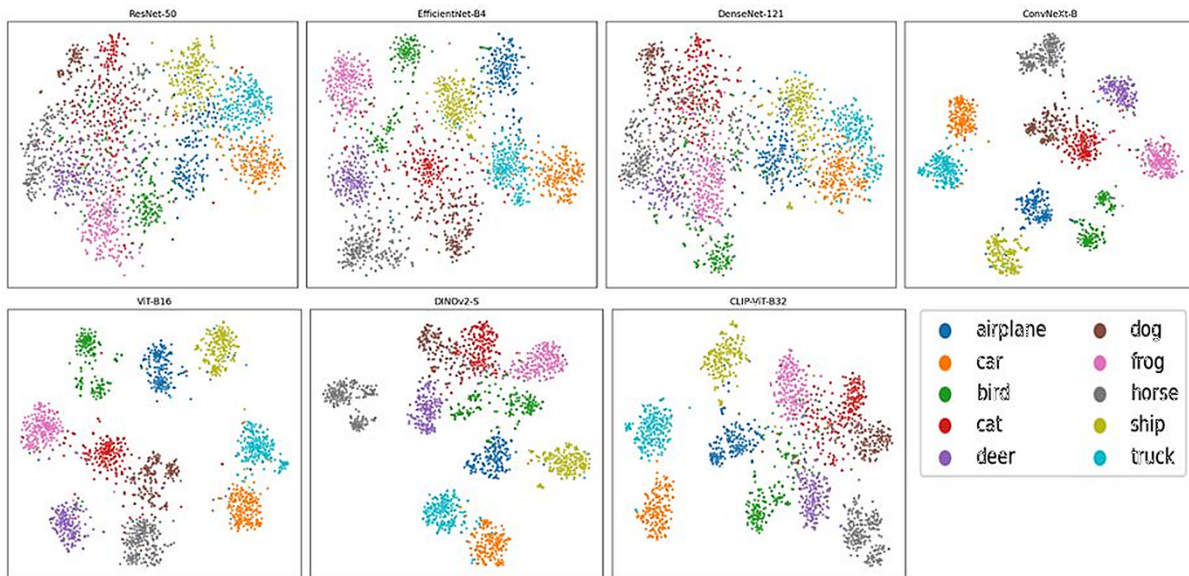 ResNet-50
EfficientNet-B4
DenseNet-121
ConvNeXt-B
ViT-B16
DINOv2-S
CLIP-ViT-B32
airplane
car
bird
cat
deer
dog
frog
horse
ship
truck